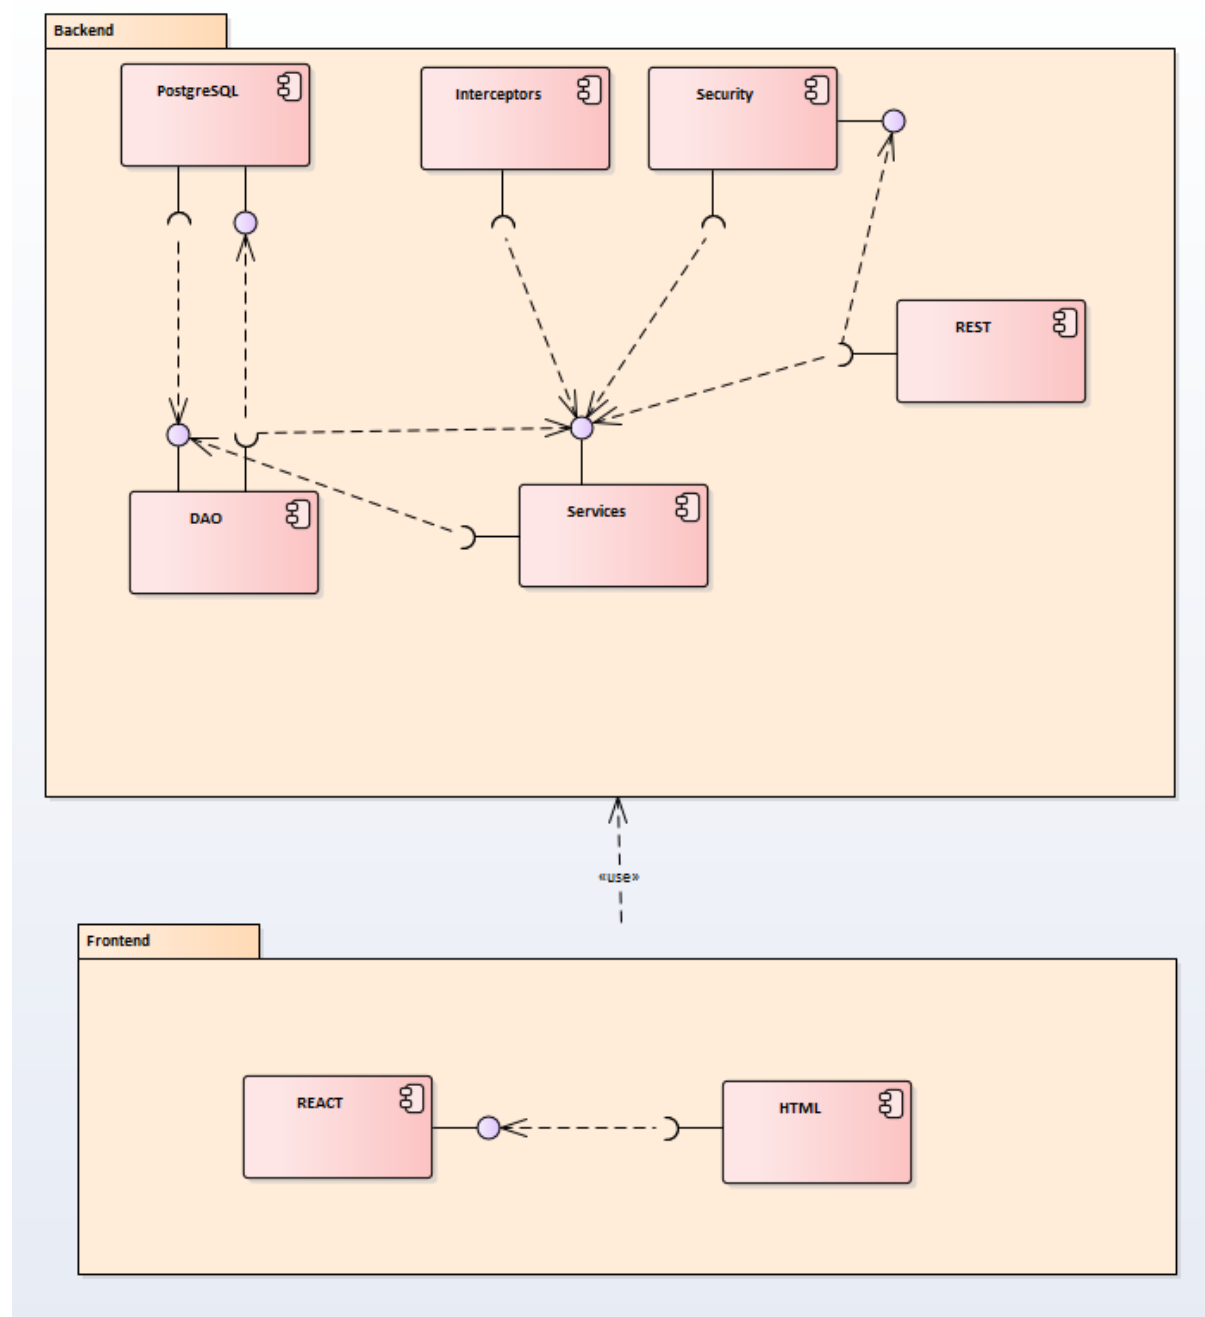 Backend
PostgreSQL
Interceptors
Security
REST
DAO
Services
«use»
Frontend
REACT
HTML